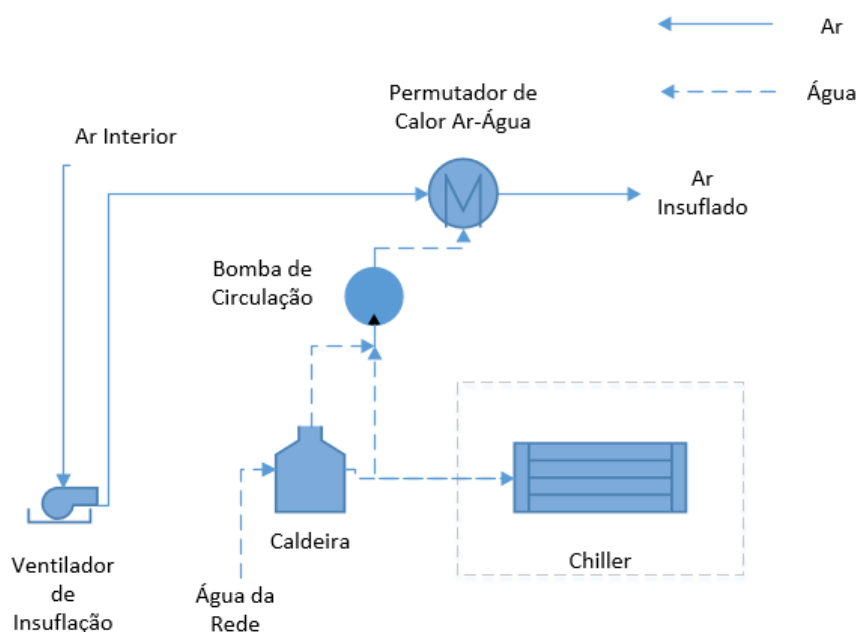 Ar
Água
Permutador de
Calor Ar-Água
Ar Interior
Ar
Insuflado
Bomba de
Circulação
Caldeira
Chiller
Ventilador
de
Insuflação
Água da
Rede